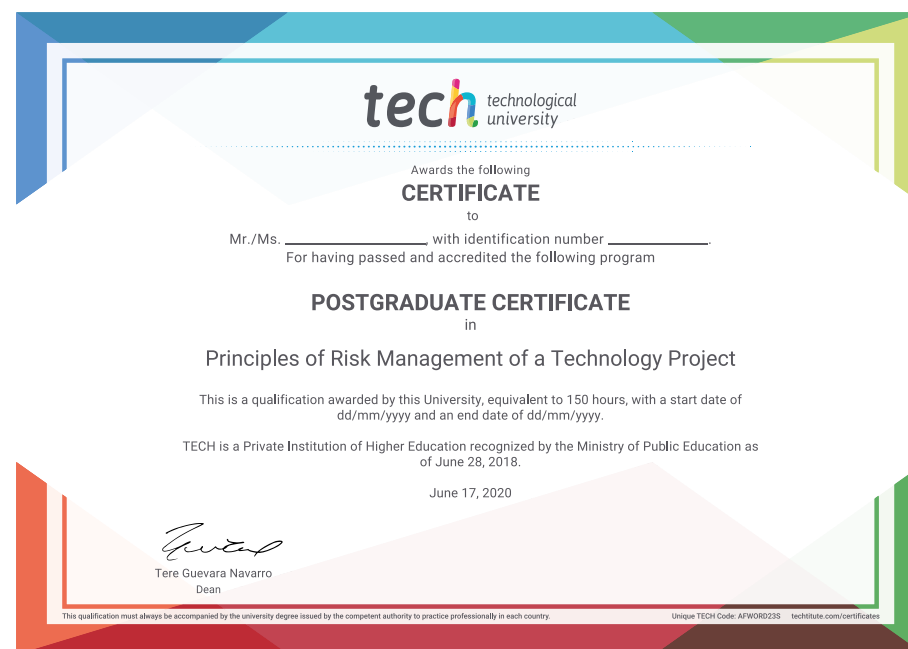 tech technological
university
Awards the following
CERTIFICATE
to
Mr./Ms. ____________________, with identification number ______________.
For having passed and accredited the following program
POSTGRADUATE CERTIFICATE
in
Principles of Risk Management of a Technology Project
This is a qualification awarded by this University, equivalent to 150 hours, with a start date of
dd/mm/yyyy and an end date of dd/mm/yyyy.
TECH is a Private Institution of Higher Education recognized by the Ministry of Public Education as
of June 28, 2018.
June 17, 2020
Tere Guevara Navarro
Dean
This qualification must always be accompanied by the university degree issued by the competent authority to practice professionally in each country.
Unique TECH Code: AFWORD23S techtitute.com/certificates